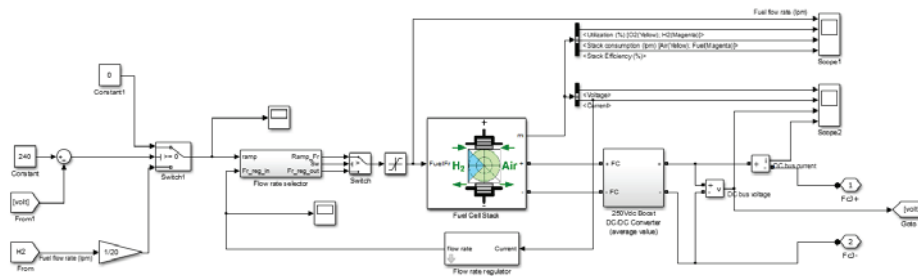 Fuel flow rate (lpm)
<Utilization (%) [O2(Yellow); H2(Magenta)]>
<Stack consumption (lpm) [Air(Yellow); Fuel(Magenta)]>
<Stack Efficiency (%)>
Scope1
0
Constant1
<Voltage>
<Current>
Scope2
240
Constant
>= 0
Switch1
ramp
Fr_reg_in
Ramp_Fr
sw
Fr_reg_out
Flow rate selector
Switch
FuelFr
H2
Air
m
+
-
Fuel Cell Stack
+ FC
- FC
+
-
250Vdc Boost
DC/DC Converter
(average value)
+
-
v
DC bus voltage
+
i
-
DC bus current
1
Fc3+
[volt]
Goto
2
Fc3-
[volt]
From1
H2
From
Fuel flow rate (lpm)
1/20
flow rate
Current
Flow rate regulator